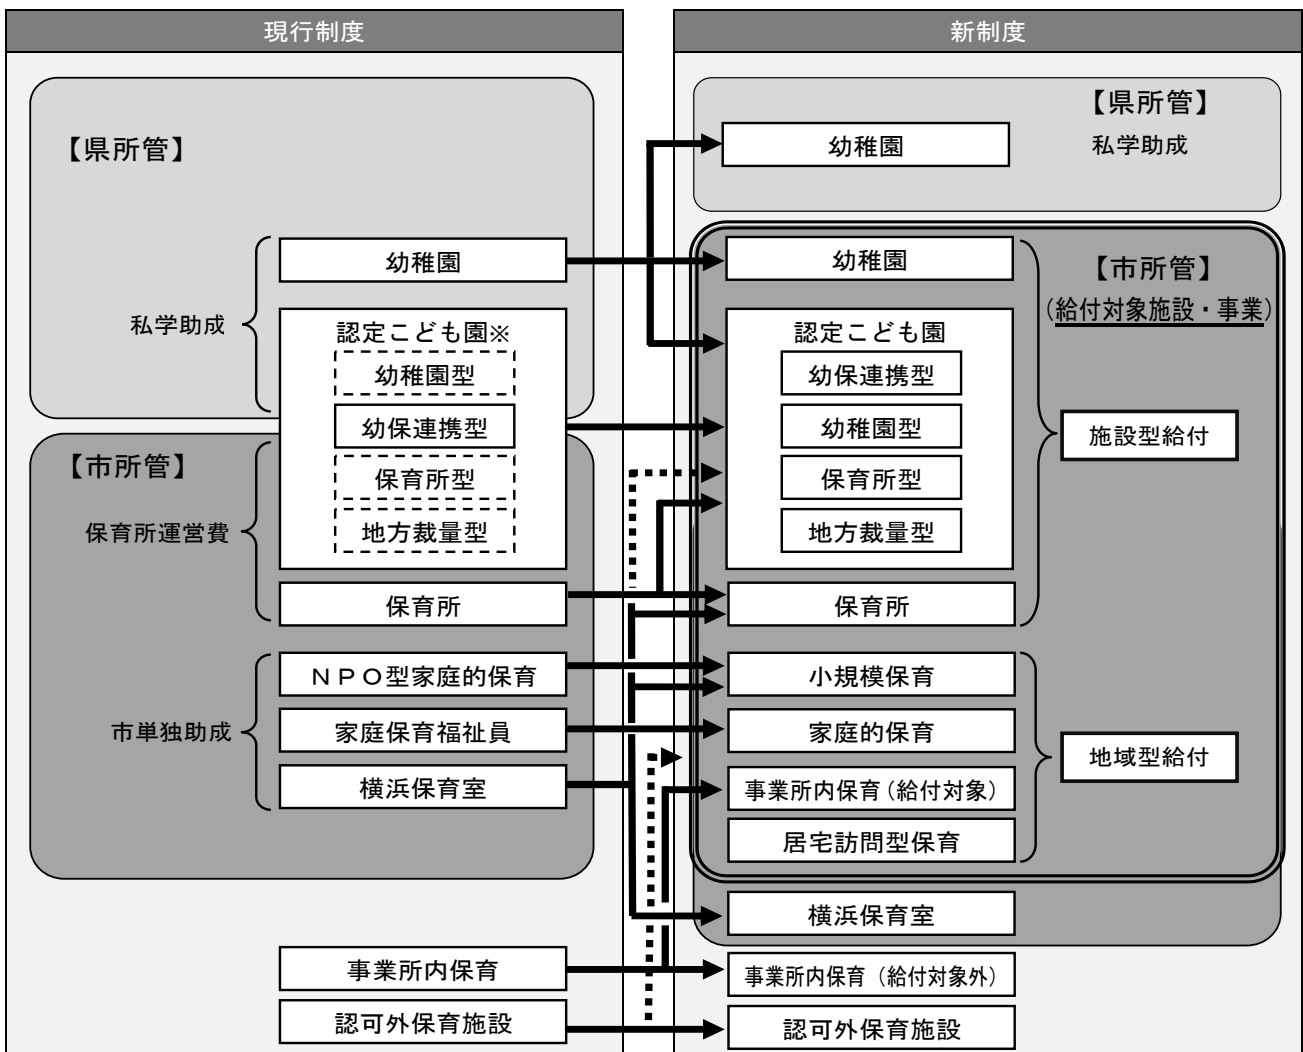 現行制度
【県所管】
幼稚園
私学助成
認定こども園※
幼稚園型
幼保連携型
【市所管】
保育所型
保育所運営費
地方裁量型
保育所
NPO型家庭的保育
市単独助成
家庭保育福祉員
横浜保育室
事業所内保育
認可外保育施設
新制度
【県所管】
幼稚園
私学助成
幼稚園
【市所管】
(給付対象施設・事業)
認定こども園
幼保連携型
幼稚園型
施設型給付
保育所型
地方裁量型
保育所
小規模保育
家庭的保育
地域型給付
事業所内保育(給付対象)
居宅訪問型保育
横浜保育室
事業所内保育(給付対象外)
認可外保育施設